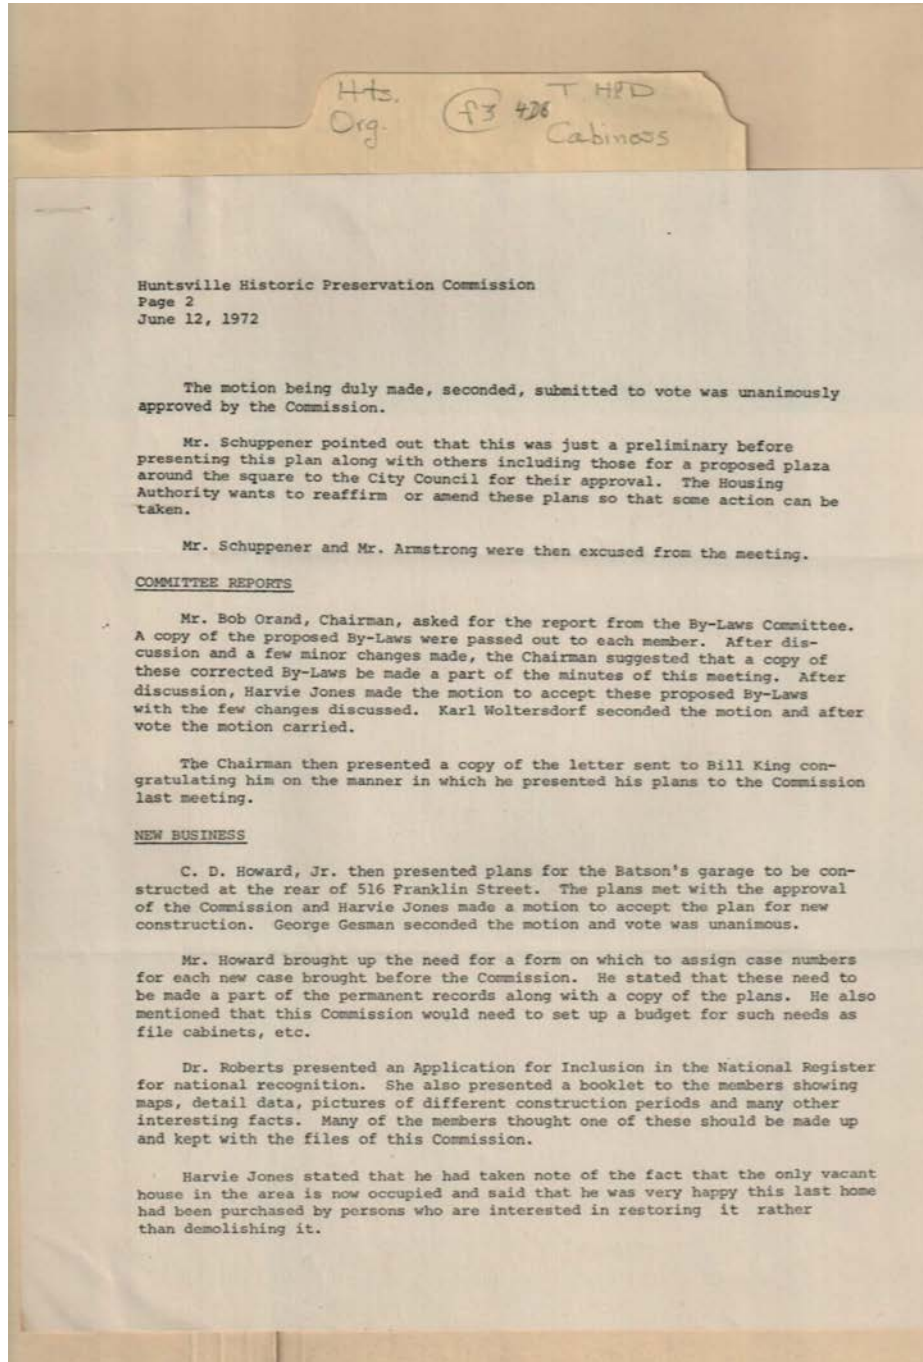 Hts. T. HPD
Org. f3 426
Cabinass
Huntsville Historic Preservation Commission
Page 2
June 12, 1972
The motion being duly made, seconded, submitted to vote was unanimously
approved by the Commission.
Mr. Schuppener pointed out that this was just a preliminary before
presenting this plan along with others including those for a proposed plaza
around the square to the City Council for their approval. The Housing
Authority wants to reaffirm or amend these plans so that some action can be
taken.
Mr. Schuppener and Mr. Armstrong were then excused from the meeting.
COMMITTEE REPORTS
Mr. Bob Orand, Chairman, asked for the report from the By-Laws Committee.
A copy of the proposed By-Laws were passed out to each member. After dis-
cussion and a few minor changes made, the Chairman suggested that a copy of
these corrected By-Laws be made a part of the minutes of this meeting. After
discussion, Harvie Jones made the motion to accept these proposed By-Laws
with the few changes discussed. Karl Woltersdorf seconded the motion and after
vote the motion carried.
The Chairman then presented a copy of the letter sent to Bill King con-
gratulating him on the manner in which he presented his plans to the Commission
last meeting.
NEW BUSINESS
C. D. Howard, Jr. then presented plans for the Batson's garage to be con-
structed at the rear of 516 Franklin Street. The plans met with the approval
of the Commission and Harvie Jones made a motion to accept the plan for new
construction. George Gesman seconded the motion and vote was unanimous.
Mr. Howard brought up the need for a form on which to assign case numbers
for each new case brought before the Commission. He stated that these need to
be made a part of the permanent records along with a copy of the plans. He also
mentioned that this Commission would need to set up a budget for such needs as
file cabinets, etc.
Dr. Roberts presented an Application for Inclusion in the National Register
for national recognition. She also presented a booklet to the members showing
maps, detail data, pictures of different construction periods and many other
interesting facts. Many of the members thought one of these should be made up
and kept with the files of this Commission.
Harvie Jones stated that he had taken note of the fact that the only vacant
house in the area is now occupied and said that he was very happy this last home
had been purchased by persons who are interested in restoring it rather
than demolishing it.